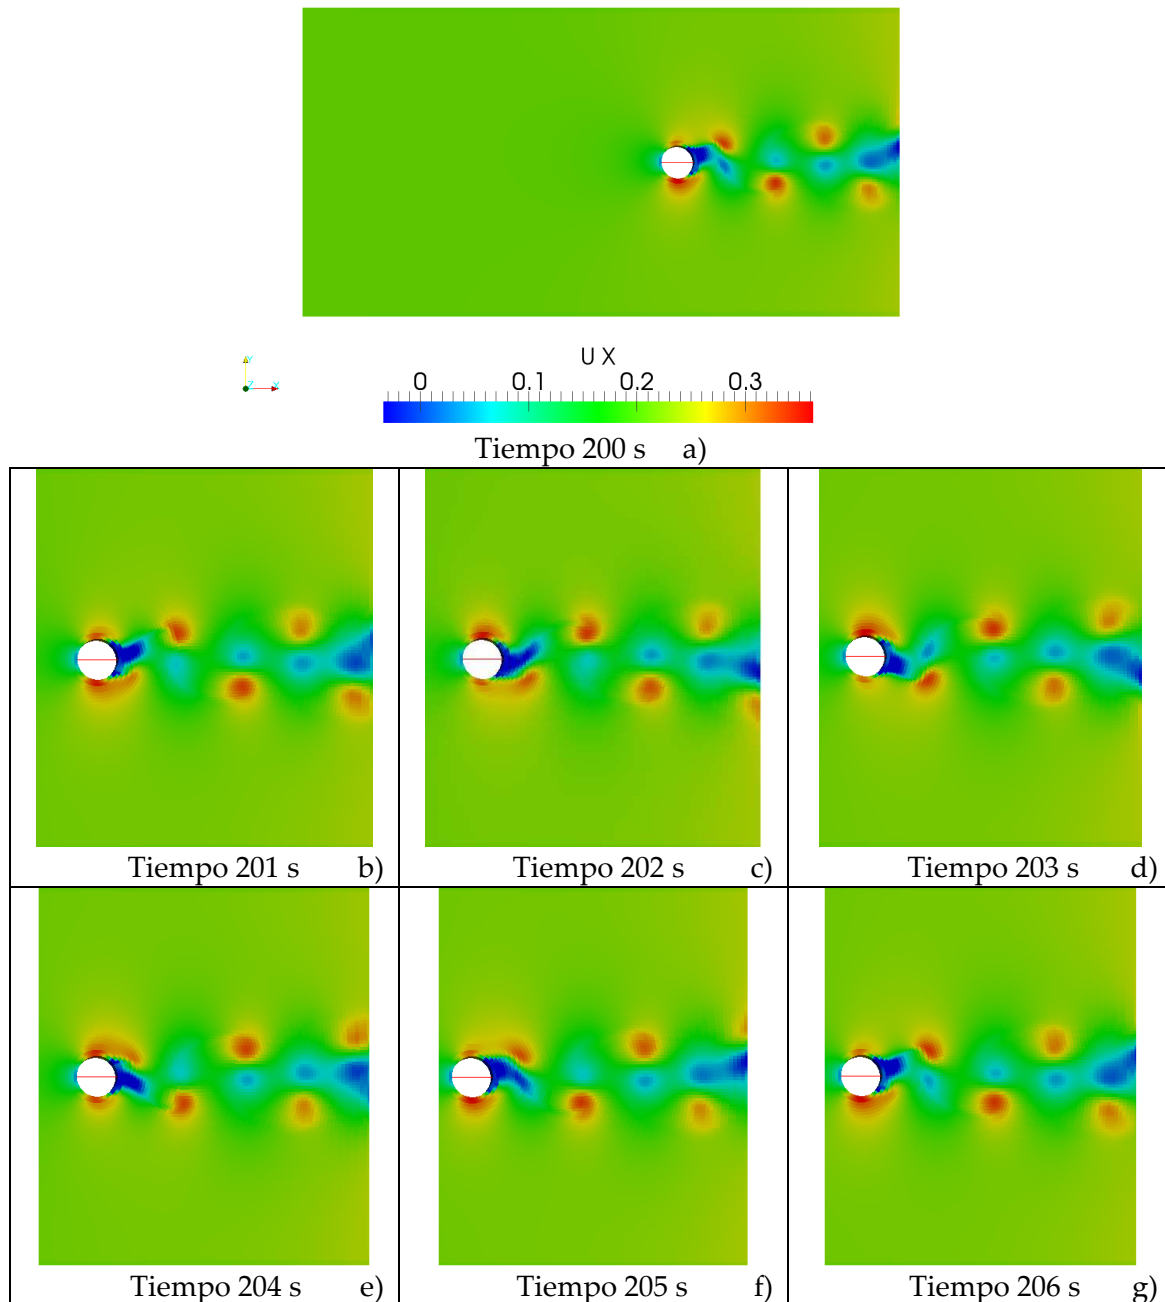 U X
0 0.1 0.2 0.3
Y
Z X
Tiempo 200 s a)
Tiempo 201 s b)
Tiempo 202 s c)
Tiempo 203 s d)
Tiempo 204 s e)
Tiempo 205 s f)
Tiempo 206 s g)